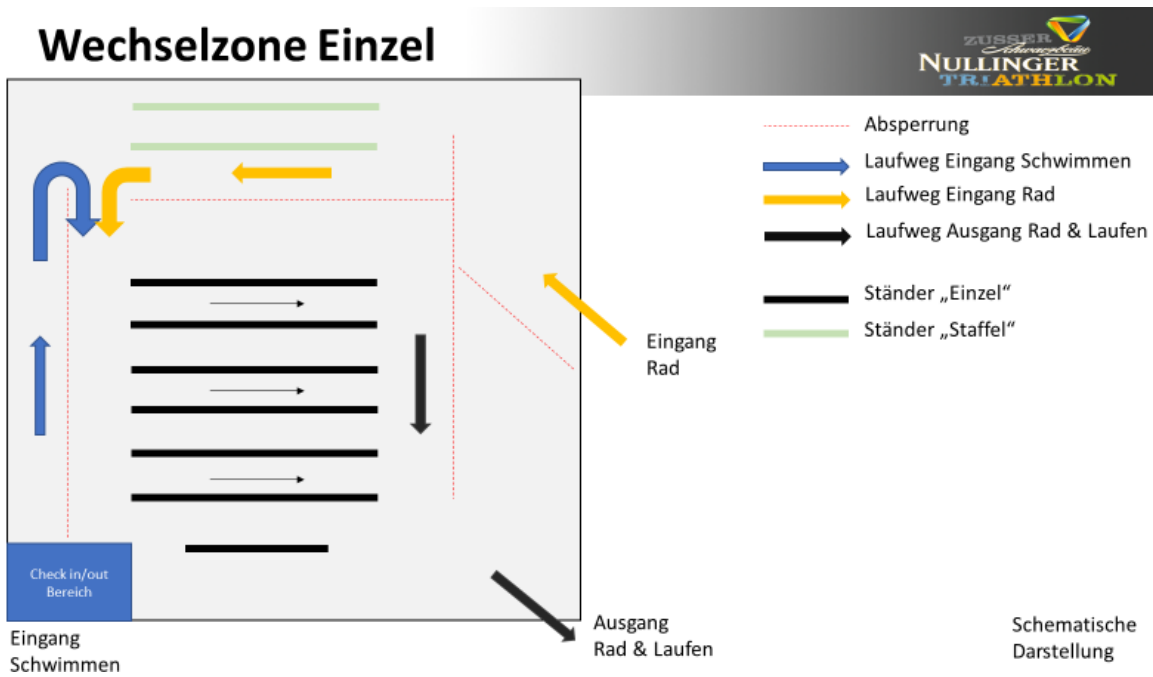 Wechselzone Einzel
ZUSSER
Schwarzbräu
NULLINGER
TRIATHLON
Absperrung
Laufweg Eingang Schwimmen
Laufweg Eingang Rad
Laufweg Ausgang Rad & Laufen
Ständer „Einzel“
Ständer „Staffel“
Eingang
Rad
Check in/out
Bereich
Eingang
Schwimmen
Ausgang
Rad & Laufen
Schematische
Darstellung